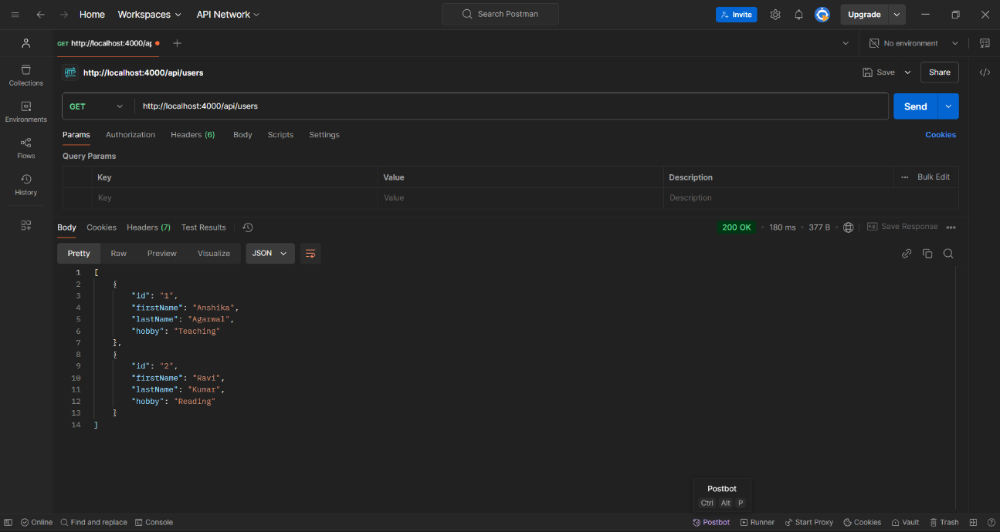 Home Workspaces API Network Search Postman Invite Upgrade
GET http://localhost:4000/ap No environment
HTTP http://localhost:4000/api/users Save Share
Collections
Environments
Flows
History
GET http://localhost:4000/api/users Send
Params Authorization Headers (6) Body Scripts Settings Cookies
Query Params
Key Value Description Bulk Edit
Key Value Description
Body Cookies Headers (7) Test Results 200 OK 180 ms 377 B Save Response
Pretty Raw Preview Visualize JSON
1 [
2 {
3 "id": "1",
4 "firstName": "Anshika",
5 "lastName": "Agarwal",
6 "hobby": "Teaching"
7 },
8 {
9 "id": "2",
10 "firstName": "Ravi",
11 "lastName": "Kumar",
12 "hobby": "Reading"
13 }
14 ]
Postbot
Ctrl Alt P
Online Find and replace Console Postbot Runner Start Proxy Cookies Vault Trash